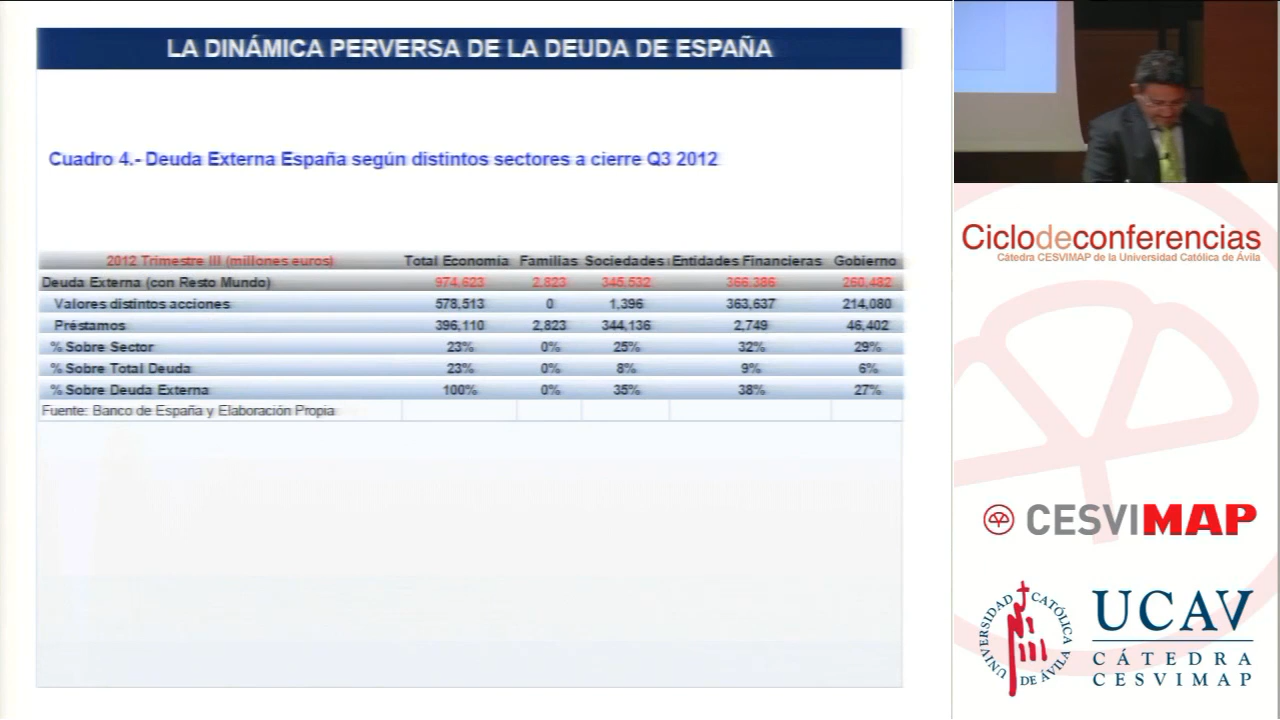 LA DINÁMICA PERVERSA DE LA DEUDA DE ESPAÑA
Cuadro 4.- Deuda Externa España según distintos sectores a cierre Q3 2012
2012 Trimestre III (millones euros) Total Economía Familias Sociedades Entidades Financieras Gobierno
Deuda Externa (con Resto Mundo) 974,623 2,823 345,532 366,386 260,482
Valores distintos acciones 578,513 0 1,396 363,637 214,080
Préstamos 396,110 2,823 344,136 2,749 46,402
% Sobre Sector 23% 0% 25% 32% 29%
% Sobre Total Deuda 23% 0% 8% 9% 6%
% Sobre Deuda Externa 100% 0% 35% 38% 27%
Fuente: Banco de España y Elaboración Propia
Ciclodeconferencias
Cátedra CESVIMAP de la Universidad Católica de Ávila
CESVIMAP
UNIVERSIDAD CATÓLICA DE ÁVILA
UCAV
CÁTEDRA
CESVIMAP